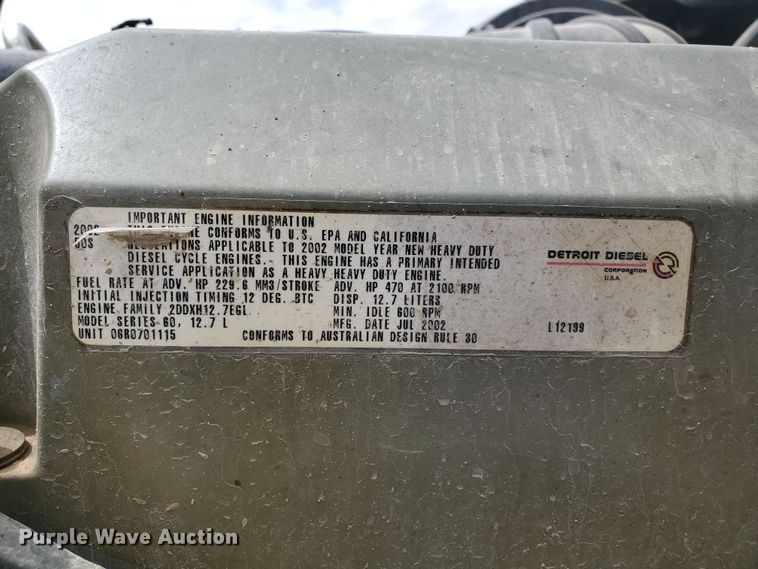 IMPORTANT ENGINE INFORMATION
2002 THIS ENGINE CONFORMS TO U.S. EPA AND CALIFORNIA
REGULATIONS APPLICABLE TO 2002 MODEL YEAR NEW HEAVY DUTY
DIESEL CYCLE ENGINES. THIS ENGINE HAS A PRIMARY INTENDED
SERVICE APPLICATION AS A HEAVY HEAVY DUTY ENGINE.
FUEL RATE AT ADV. HP 229.6 MM3/STROKE ADV. HP 470 AT 2100 RPM
INITIAL INJECTION TIMING 12 DEG. BTC DISP. 12.7 LITERS
ENGINE FAMILY 2DDXH12.7EGL MIN. IDLE 600 RPM
MODEL SERIES 60, 12.7 L MFG. DATE JUL 2002
UNIT 06R0701115 CONFORMS TO AUSTRALIAN DESIGN RULE 30
DETROIT DIESEL
CORPORATION
U.S.A.
L12199
Purple Wave Auction